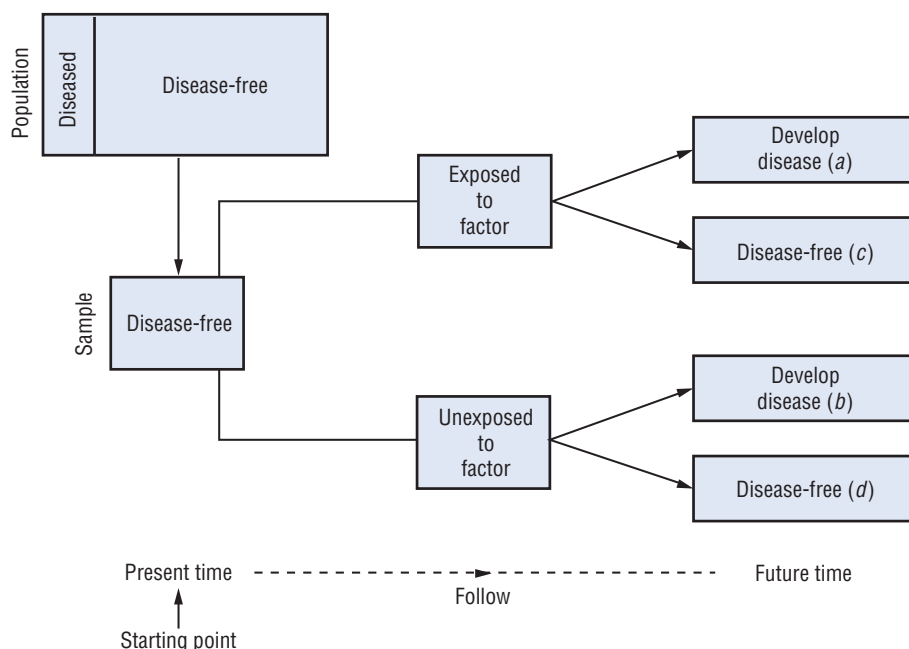 Population
Diseased
Disease-free
Sample
Disease-free
Exposed
to
factor
Develop
disease (a)
Disease-free (c)
Unexposed
to
factor
Develop
disease (b)
Disease-free (d)
Present time
Follow
Future time
Starting point